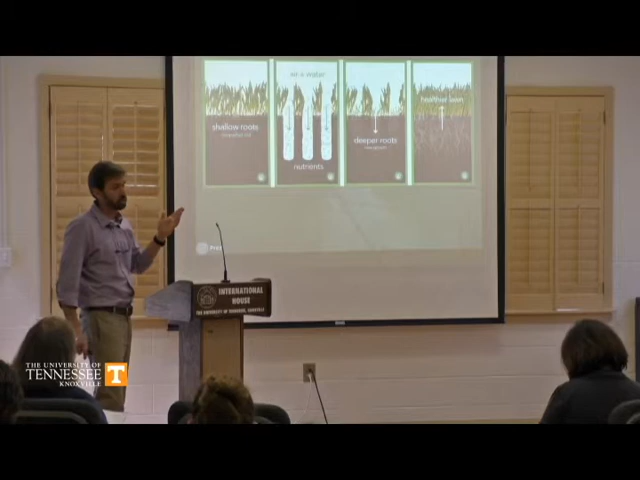 air & water
shallow roots
nutrients
deeper roots
healthier lawn
INTERNATIONAL
HOUSE
THE UNIVERSITY OF TENNESSEE, KNOXVILLE
THE UNIVERSITY OF
TENNESSEE
KNOXVILLE
T